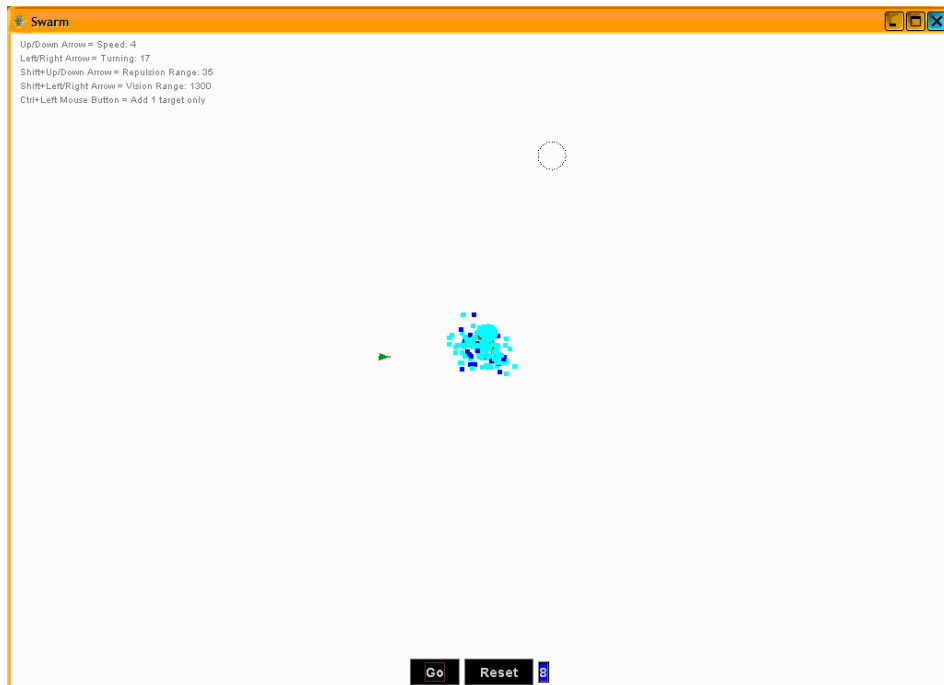 Swarm
Up/Down Arrow = Speed: 4
Left/Right Arrow = Turning: 17
Shift+Up/Down Arrow = Repulsion Range: 35
Shift+Left/Right Arrow = Vision Range: 1300
Ctrl+Left Mouse Button = Add 1 target only
Go Reset 8